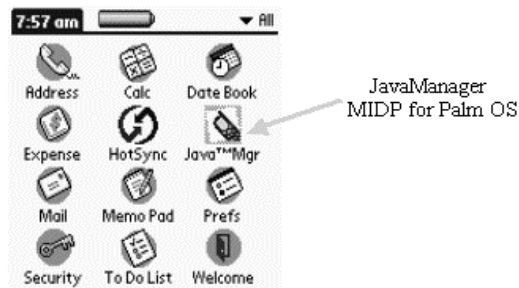 7:57 am
▼ All
Address Calc Date Book
JavaManager
MIDP for Palm OS
Expense HotSync Java™Mgr
Mail Memo Pad Prefs
Security To Do List Welcome